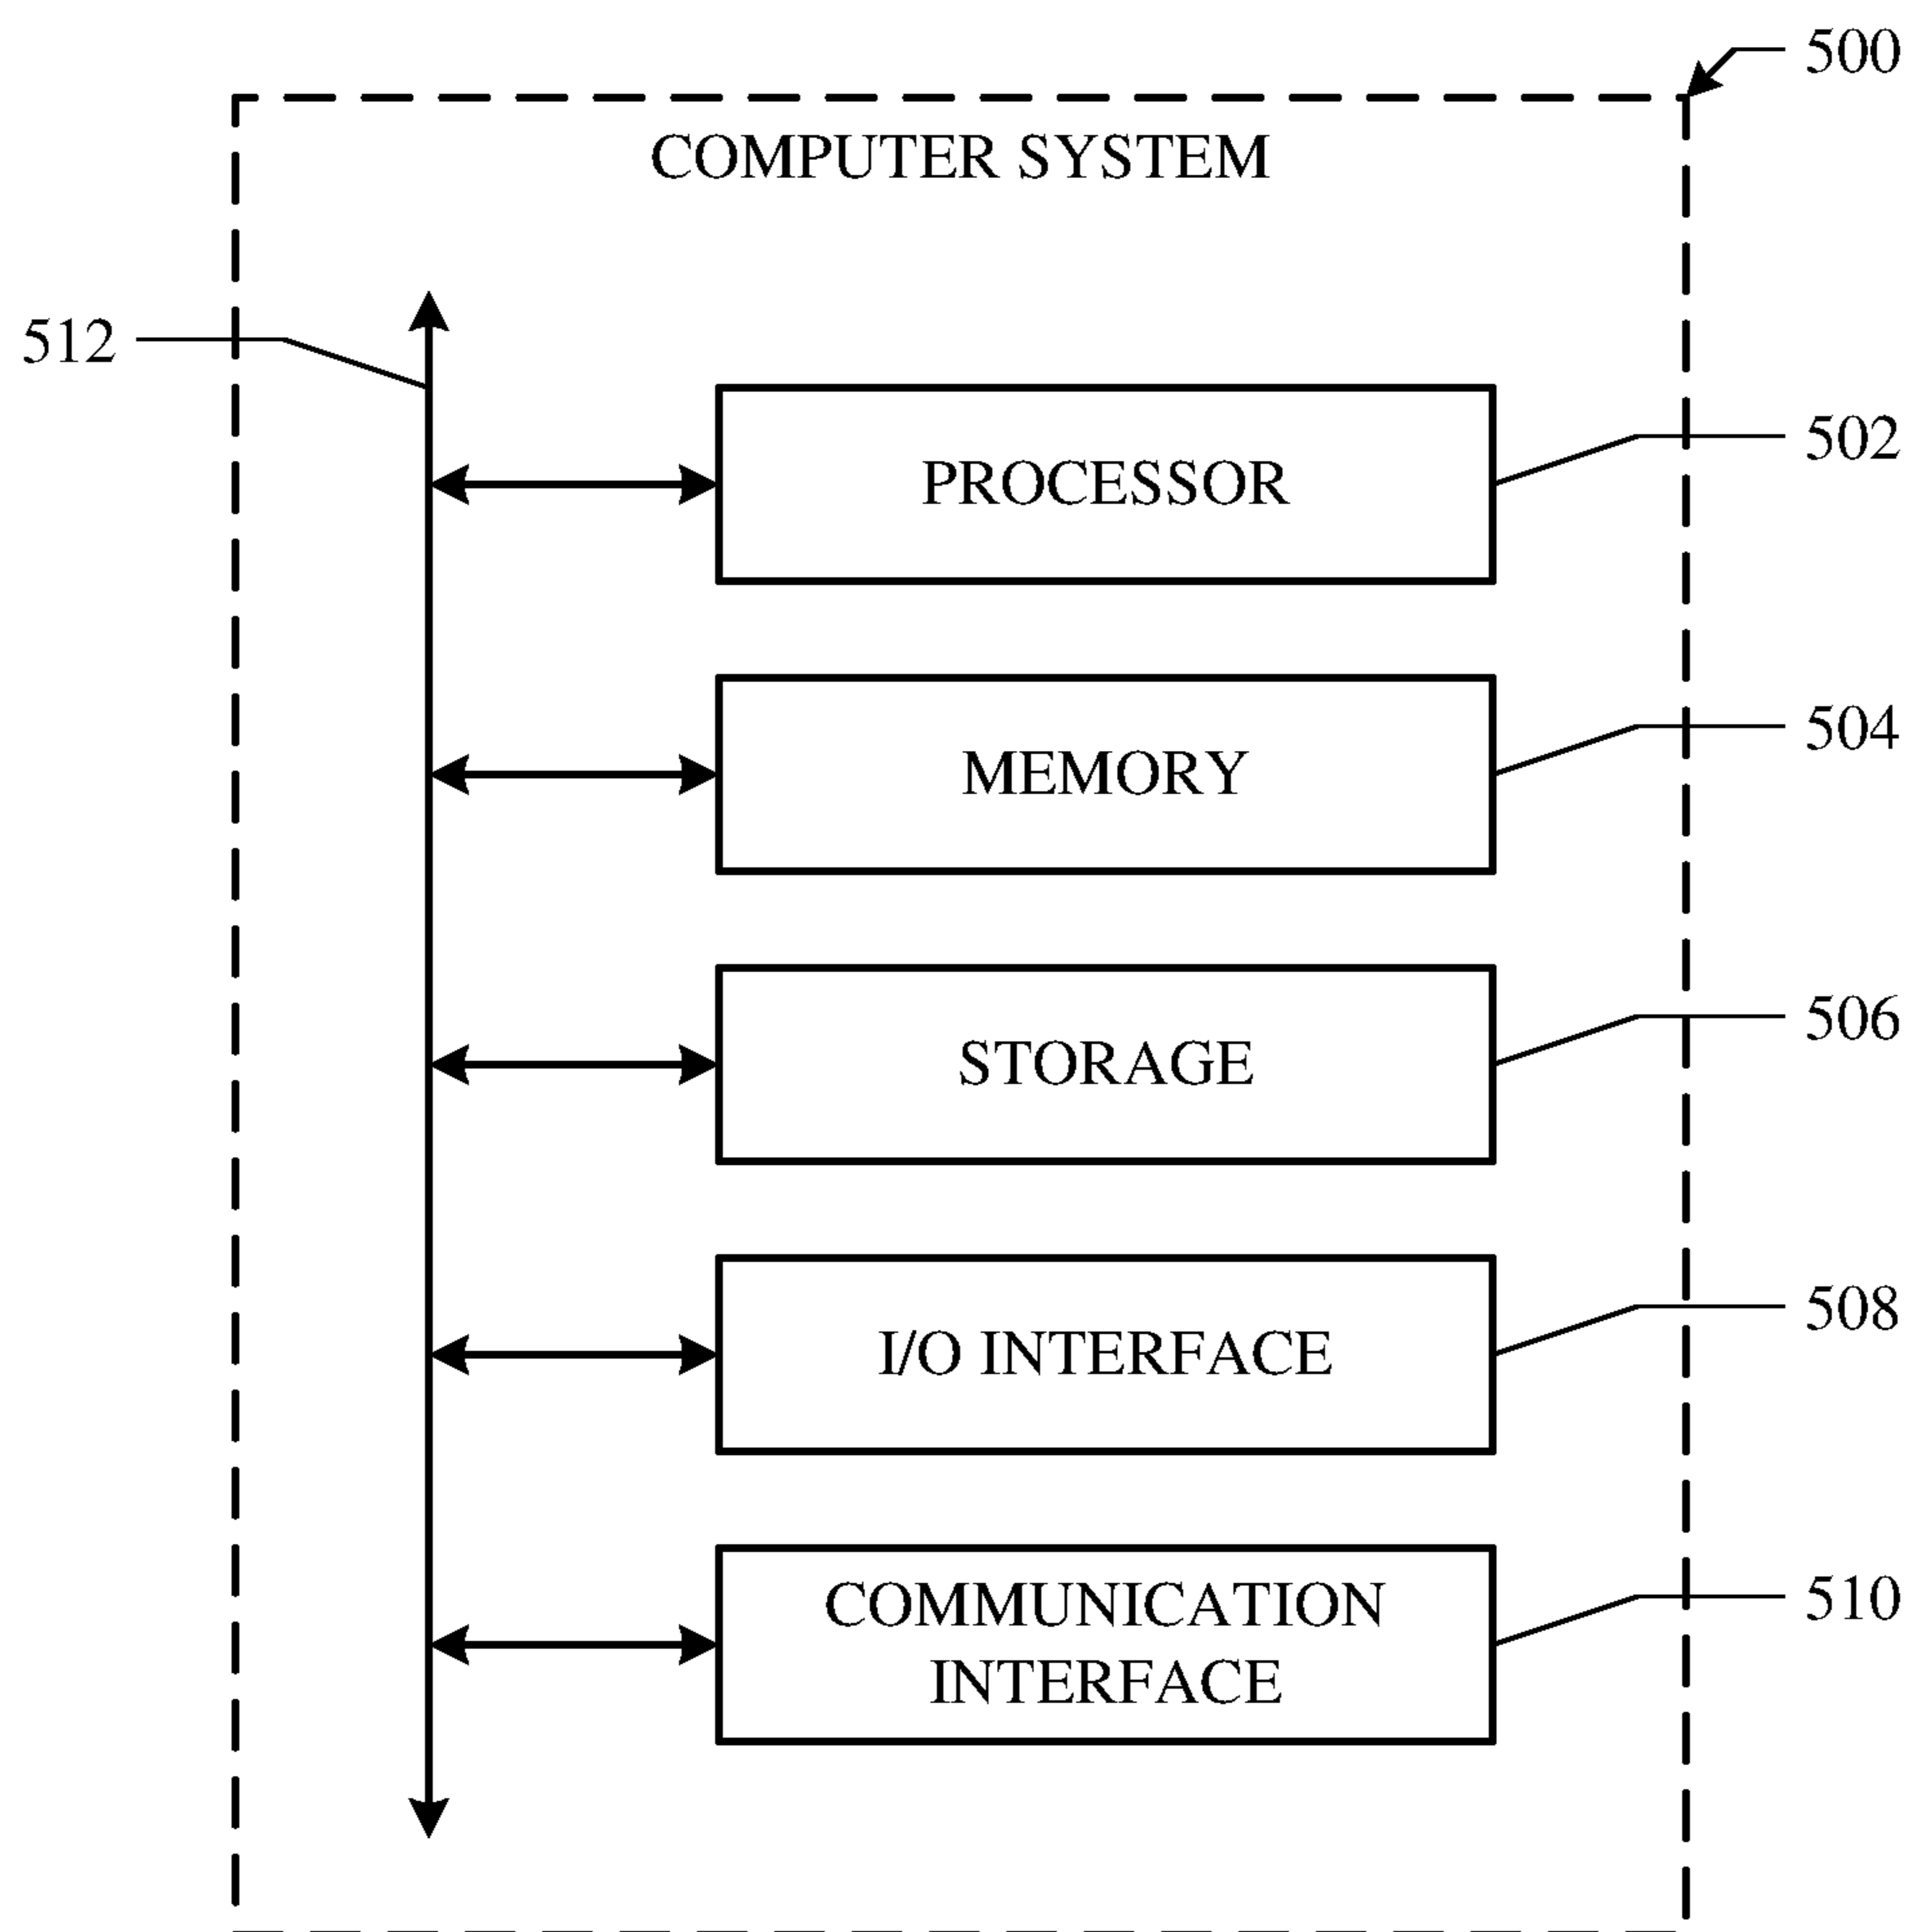 500
COMPUTER SYSTEM
512
PROCESSOR
502
MEMORY
504
STORAGE
506
I/O INTERFACE
508
COMMUNICATION
INTERFACE
510